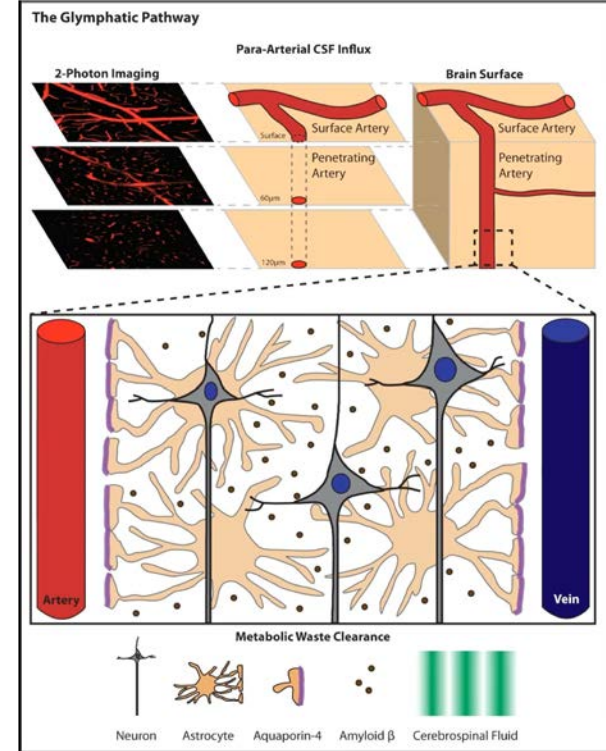 The Glymphatic Pathway
Para-Arterial CSF Influx
2-Photon Imaging
Brain Surface
Surface
Surface Artery
Surface Artery
60µm
Penetrating
Artery
Penetrating
Artery
120µm
Artery
Vein
Metabolic Waste Clearance
Neuron
Astrocyte
Aquaporin-4
Amyloid β
Cerebrospinal Fluid